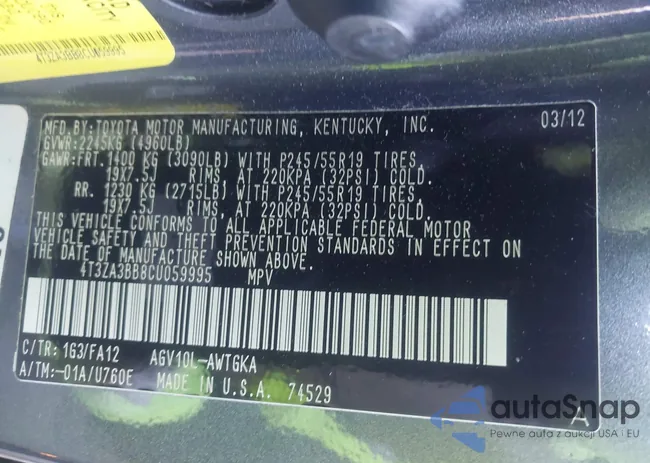 4T3ZA3BB8CU059995
MFD.BY:TOYOTA MOTOR MANUFACTURING, KENTUCKY, INC. 03/12
GVWR:2245KG (4960LB)
GAWR:FRT.1400 KG (3090LB) WITH P245/55R19 TIRES,
19X7.5J RIMS, AT 220KPA (32PSI) COLD.
RR. 1230 KG (2715LB) WITH P245/55R19 TIRES,
19X7.5J RIMS, AT 220KPA (32PSI) COLD.
THIS VEHICLE CONFORMS TO ALL APPLICABLE FEDERAL MOTOR
VEHICLE SAFETY AND THEFT PREVENTION STANDARDS IN EFFECT ON
THE DATE OF MANUFACTURE SHOWN ABOVE.
4T3ZA3BB8CU059995 MPV
C/TR: 1G3/FA12 AGV10L-AWTGKA
A/TM:-01A/U760E MADE IN U.S.A. 74529
A
autaSnap
Pewne auta z aukcji USA i EU